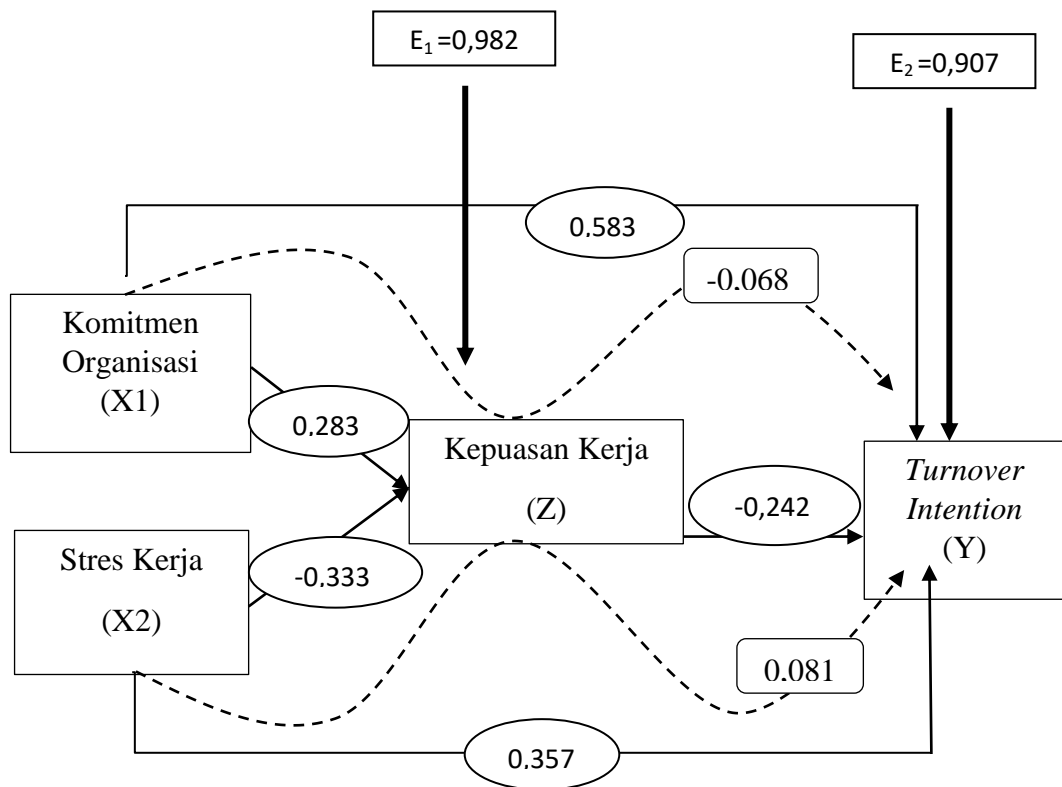 E₁=0,982
E₂=0,907
0,583
-0,068
Komitmen
Organisasi
(X1)
0,283
Kepuasan Kerja
(Z)
-0,242
Turnover
Intention
(Y)
Stres Kerja
(X2)
-0,333
0,081
0,357